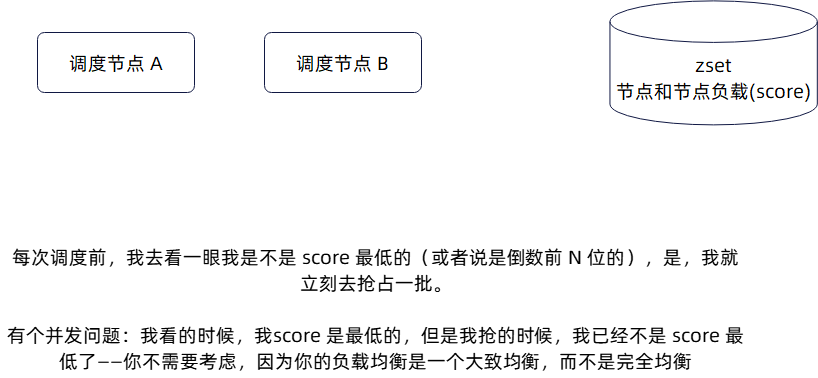 调度节点 A
调度节点 B
zset
节点和节点负载(score)
每次调度前，我去看一眼我是不是 score 最低的（或者说是倒数前 N 位的），是，我就
立刻去抢占一批。
有个并发问题：我看的时候，我score 是最低的，但是我抢的时候，我已经不是 score 最
低了——你不需要考虑，因为你的负载均衡是一个大致均衡，而不是完全均衡